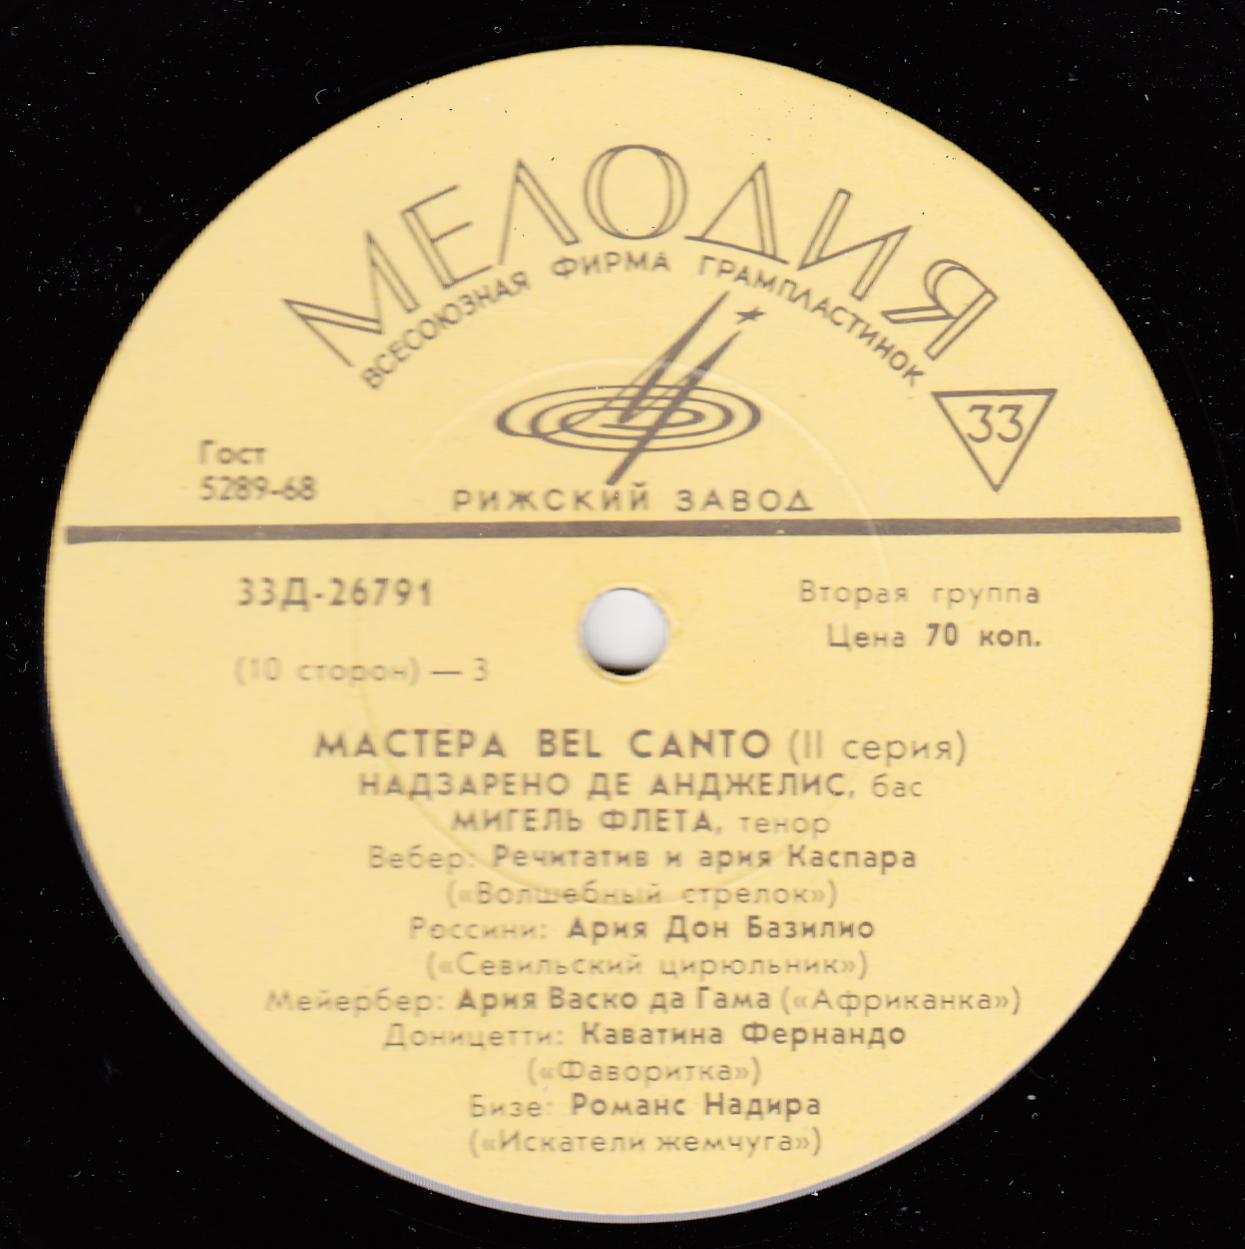 МЕЛОДИЯ
ВСЕСОЮЗНАЯ ФИРМА ГРАМПЛАСТИНОК
33
Гост
5289-68
РИЖСКИЙ ЗАВОД
33Д-26791
Вторая группа
Цена 70 коп.
(10 сторон) — 3
МАСТЕРА BEL CANTO (II серия)
НАДЗАРЕНО ДЕ АНДЖЕЛИС, бас
МИГЕЛЬ ФЛЕТА, тенор
Вебер: Речитатив и ария Каспара
(«Волшебный стрелок»)
Россини: Ария Дон Базилио
(«Севильский цирюльник»)
Мейербер: Ария Васко да Гама («Африканка»)
Доницетти: Каватина Фернандо
(«Фаворитка»)
Бизе: Романс Надира
(«Искатели жемчуга»)